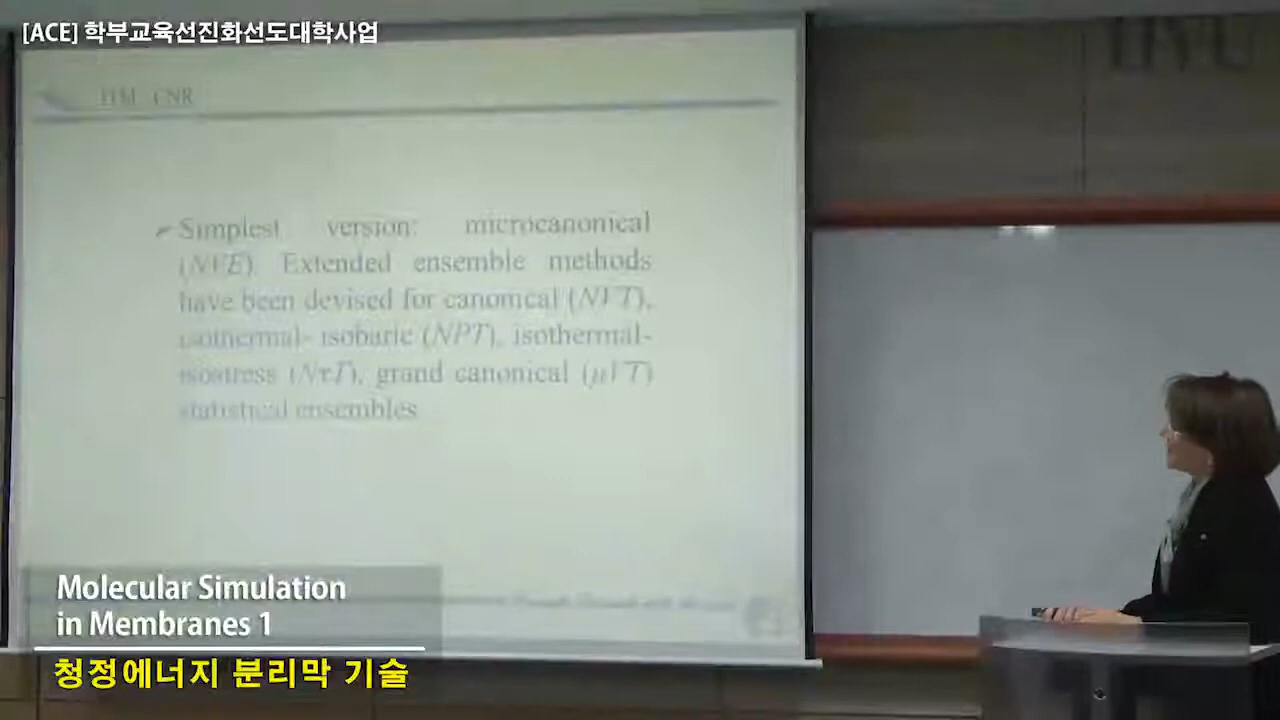 [ACE] 학부교육선진화선도대학사업
ITM CNR
Simplest version: microcanonical
(NVE). Extended ensemble methods
have been devised for canonical (NVT),
isothermal- isobaric (NPT), isothermal-
isostress (NτT), grand canonical (μVT)
statistical ensembles
Molecular Simulation
in Membranes 1
청정에너지 분리막 기술